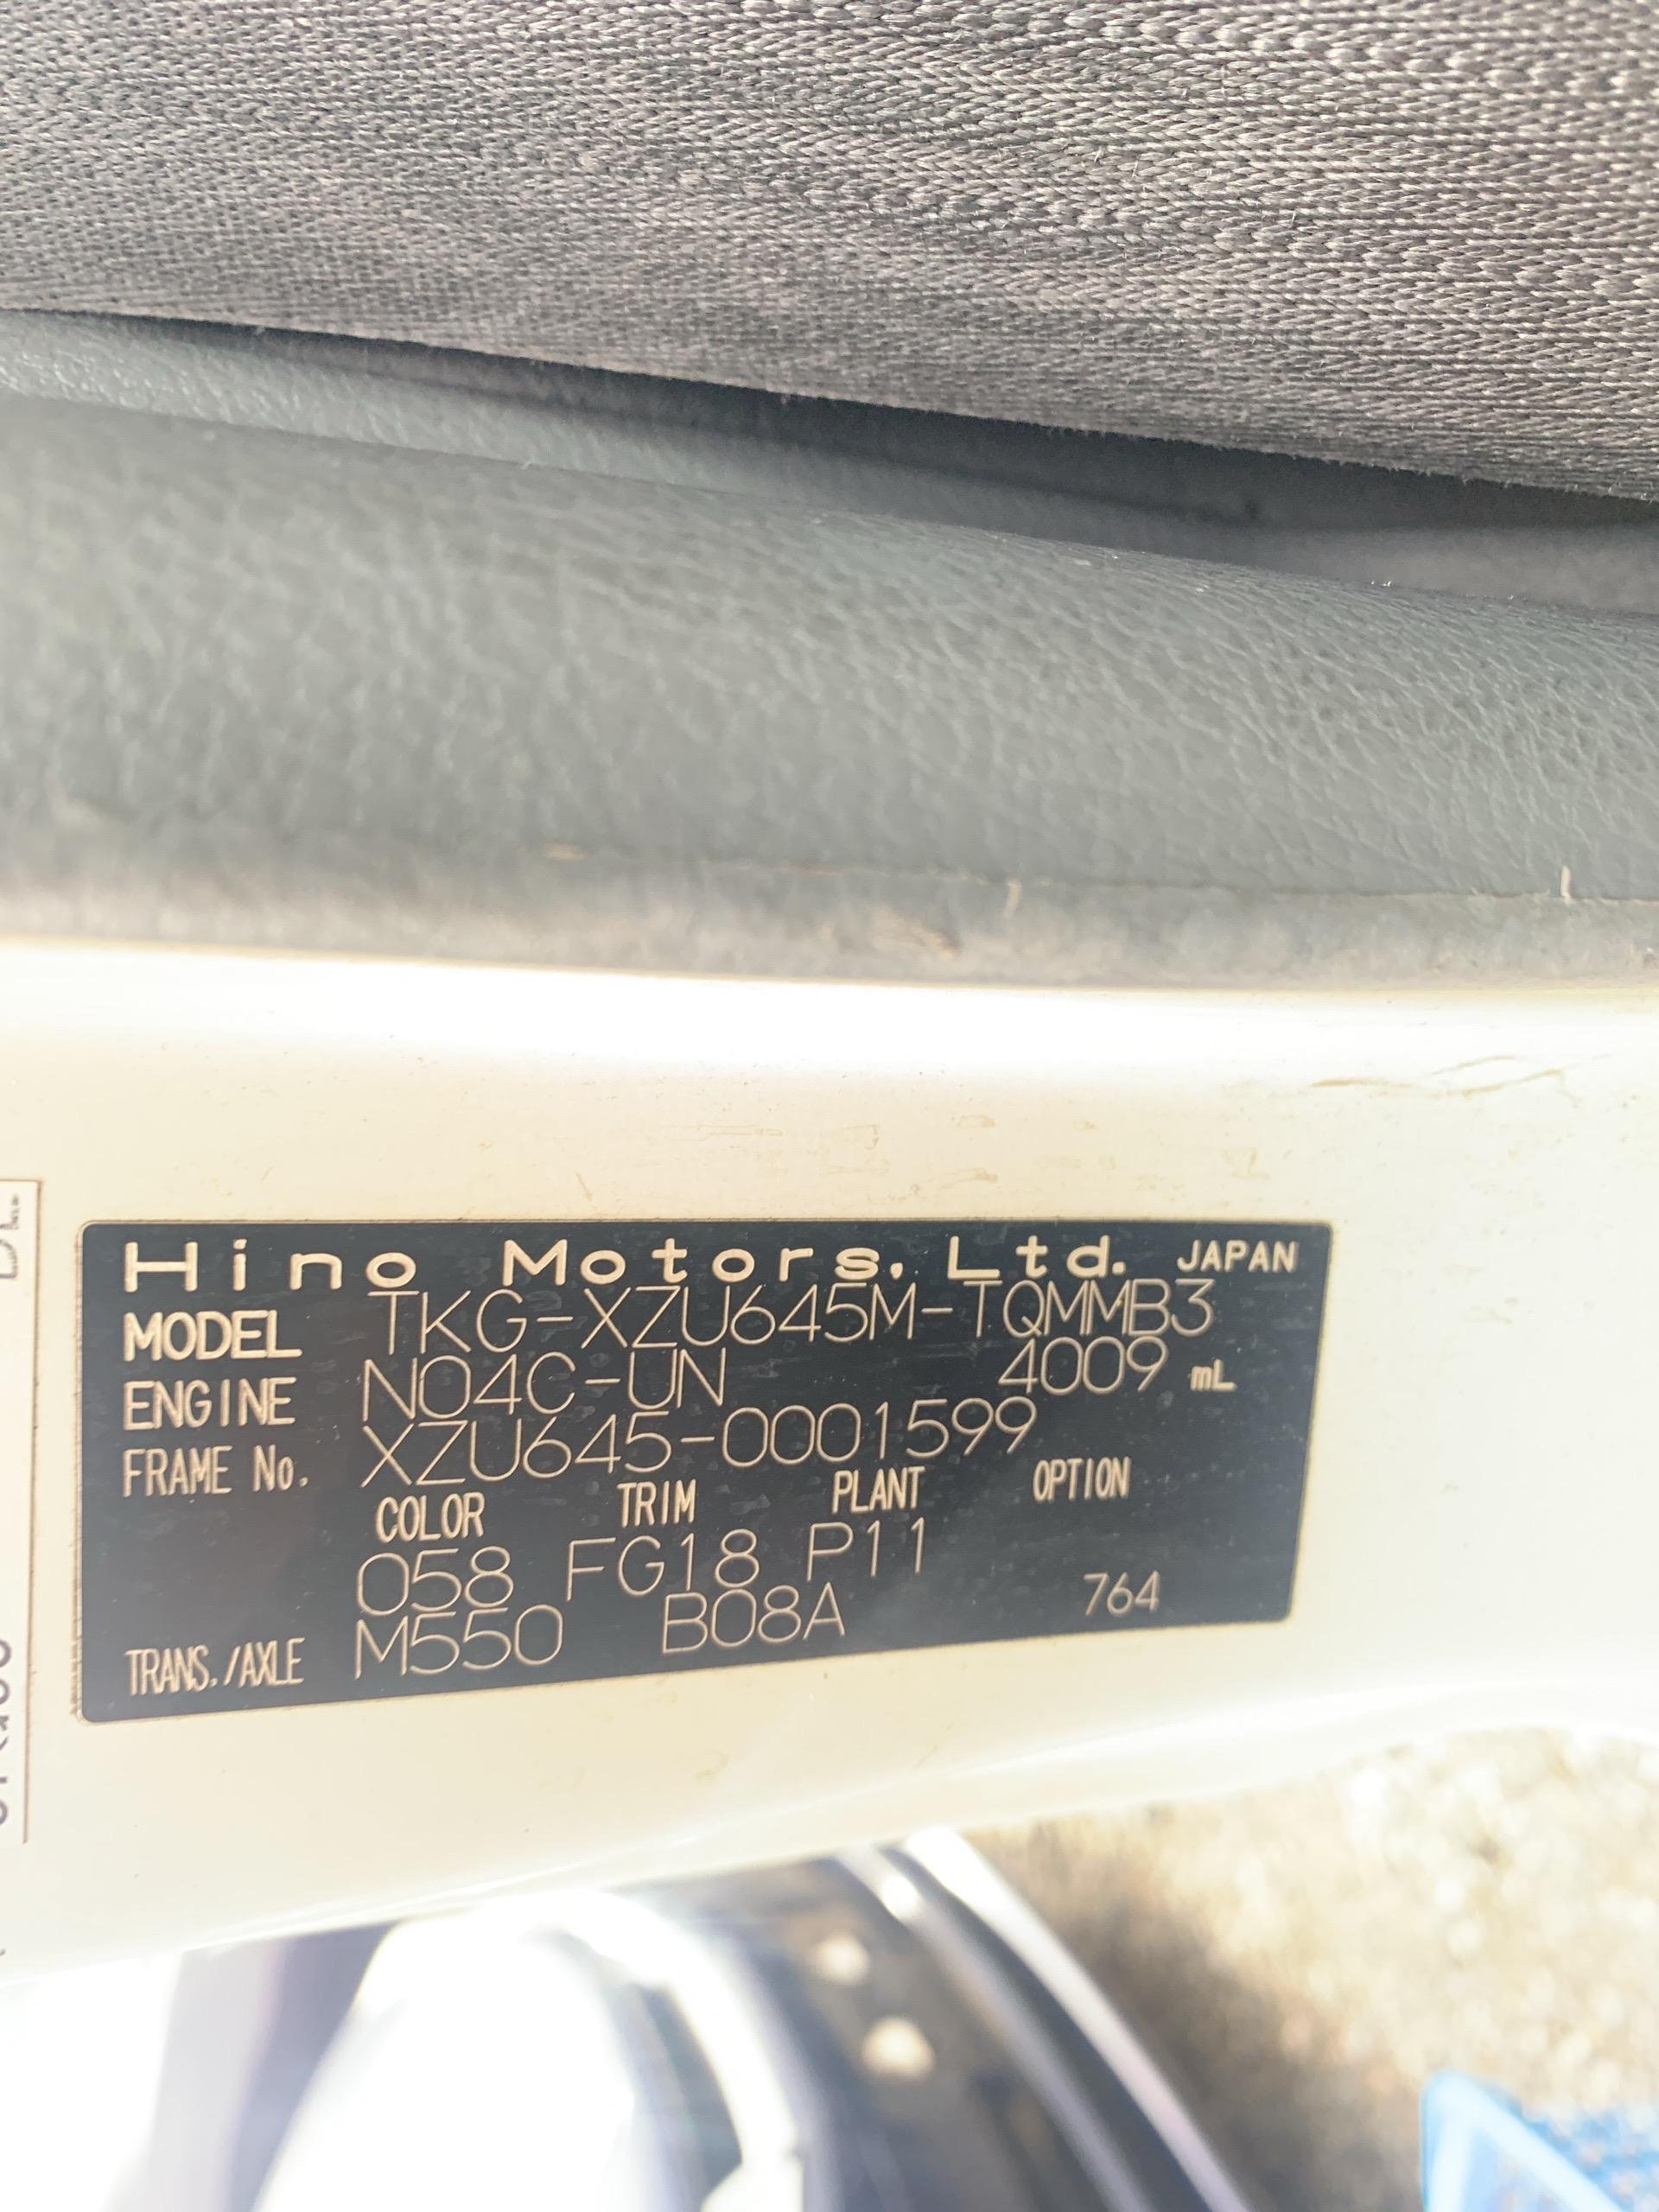 Hino Motors, Ltd. JAPAN
MODEL TKG-XZU645M-TQMMB3
ENGINE N04C-UN 4009 mL
FRAME No. XZU645-0001599
COLOR TRIM PLANT OPTION
058 FG18 P11
TRANS./AXLE M550 B08A 764